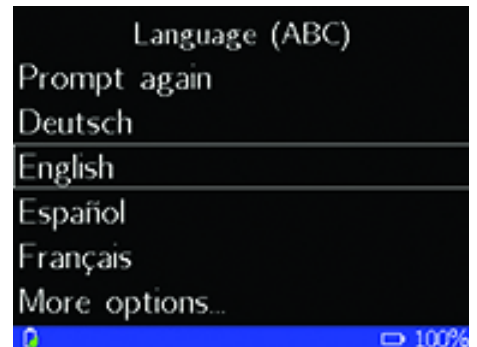 Language (ABC)
Prompt again
Deutsch
English
Español
Français
More options...
100%